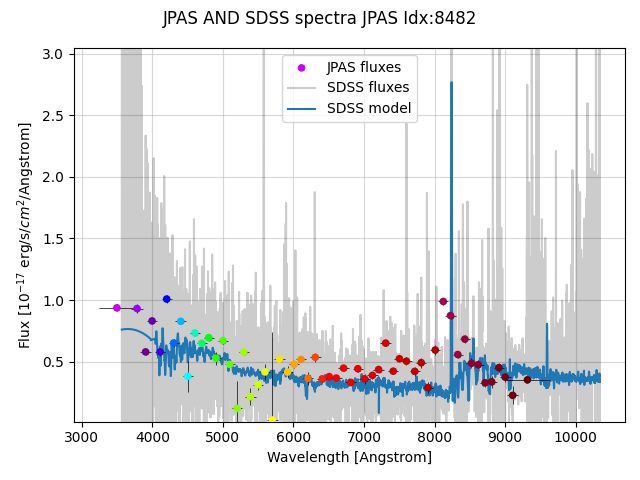 JPAS AND SDSS spectra JPAS Idx:8482
JPAS fluxes
SDSS fluxes
SDSS model
Flux [10^{-17} erg/s/cm^2/Angstrom]
3.0
2.5
2.0
1.5
1.0
0.5
3000 4000 5000 6000 7000 8000 9000 10000
Wavelength [Angstrom]